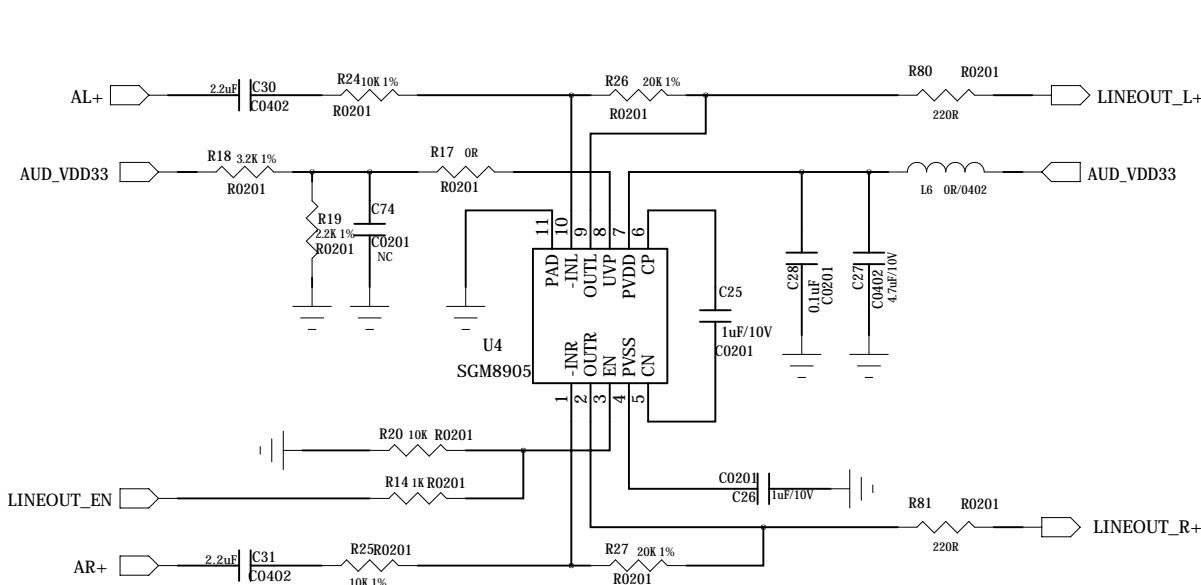 AL+
2.2uF
C30
C0402
R24
10K 1%
R0201
R26
20K 1%
R0201
R80
R0201
220R
LINEOUT_L+
AUD_VDD33
R18
3.2K 1%
R0201
R17
0R
R0201
L6
0R/0402
AUD_VDD33
R19
2.2K 1%
R0201
C74
C0201
NC
11
10
9
8
7
6
PAD
-INL
OUTL
UVP
PVDD
CP
C25
1uF/10V
C0201
C28
0.1uF
C0201
C27
C0402
4.7uF/10V
U4
SGM8905
-INR
OUTR
EN
PVSS
CN
1
2
3
4
5
R20
10K
R0201
LINEOUT_EN
R14
1K
R0201
C0201
C26
1uF/10V
R81
R0201
220R
LINEOUT_R+
AR+
2.2uF
C31
C0402
R25
R0201
10K 1%
R27
20K 1%
R0201